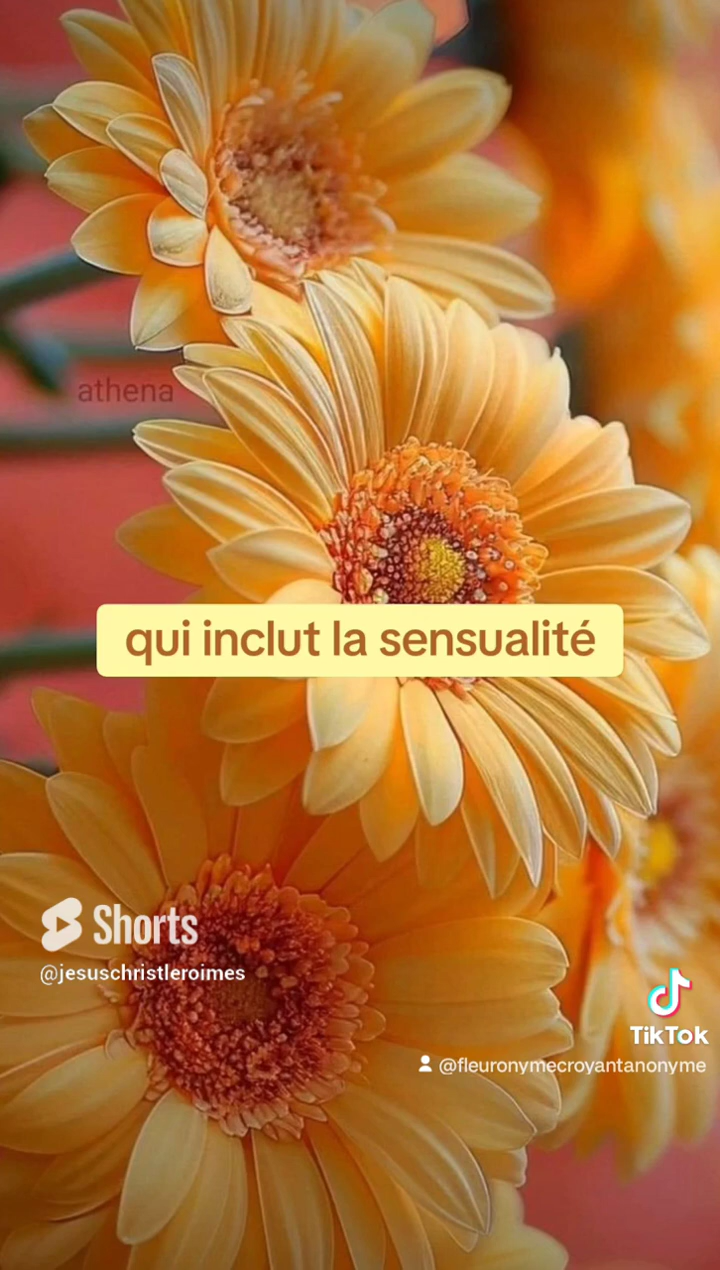 athena
qui inclut la sensualité
Shorts
@jesuschristleroimes
TikTok
@fleuronymecroyantanonyme